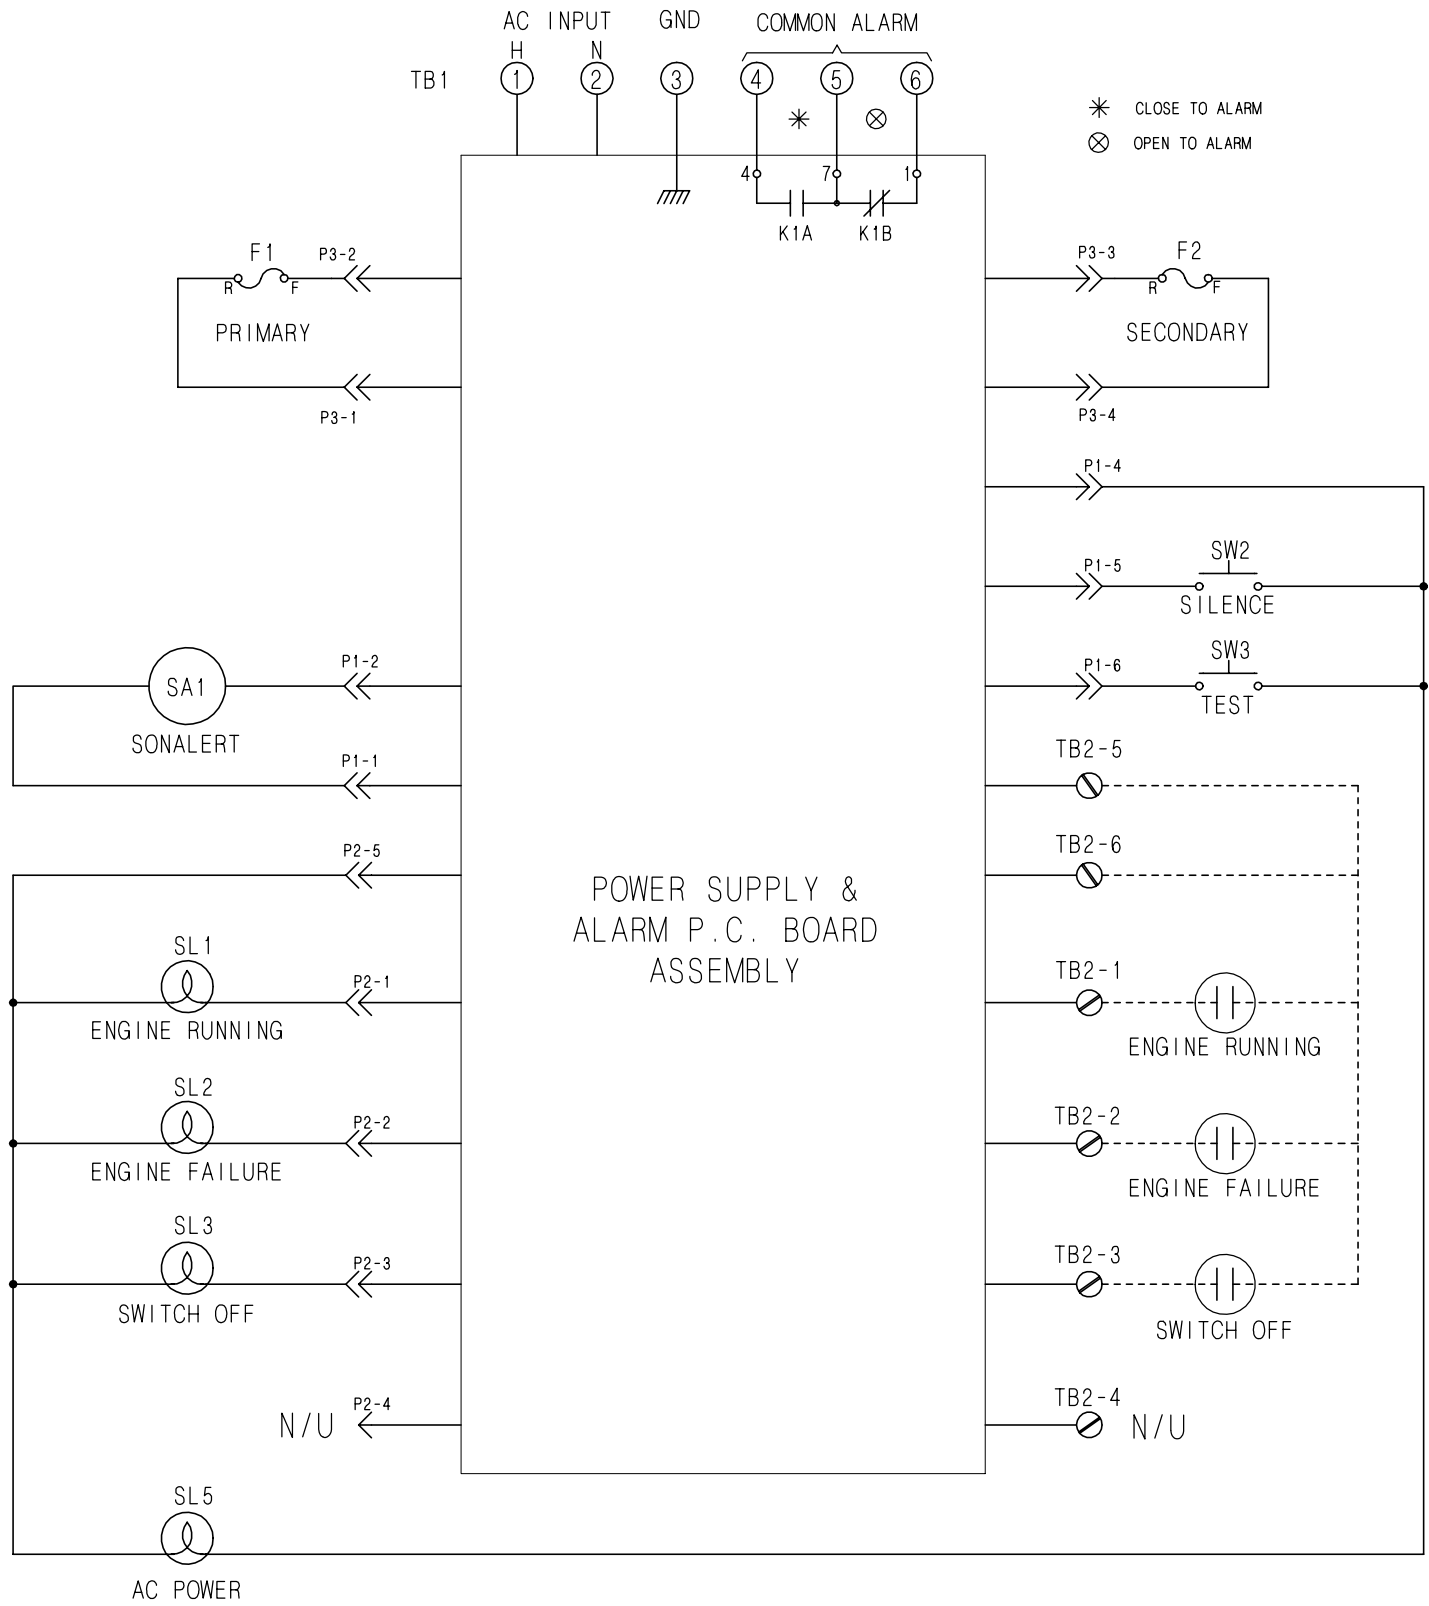 AC INPUT
GND
COMMON ALARM
H
N
TB1
1
2
3
4
5
6
CLOSE TO ALARM
OPEN TO ALARM
4
7
1
K1A
K1B
F1
P3-2
R
F
PRIMARY
P3-1
P3-3
F2
R
F
SECONDARY
P3-4
P1-4
P1-5
SW2
SILENCE
P1-6
SW3
TEST
SA1
SONALERT
P1-2
P1-1
TB2-5
P2-5
TB2-6
POWER SUPPLY &
ALARM P.C. BOARD
ASSEMBLY
SL1
P2-1
ENGINE RUNNING
TB2-1
ENGINE RUNNING
SL2
P2-2
ENGINE FAILURE
TB2-2
ENGINE FAILURE
SL3
P2-3
SWITCH OFF
TB2-3
SWITCH OFF
P2-4
N/U
TB2-4
N/U
SL5
AC POWER